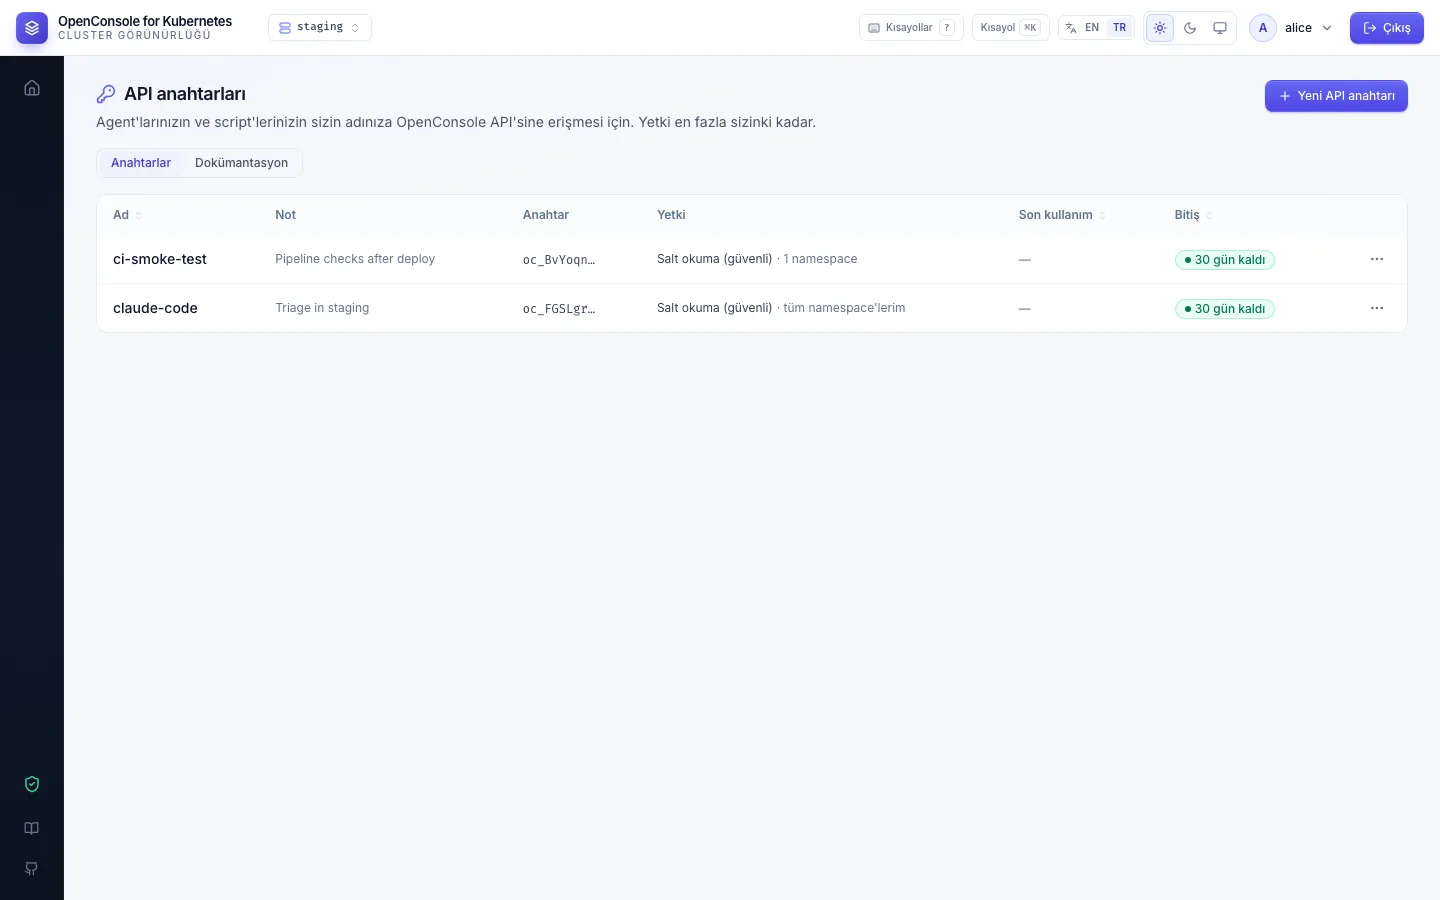 OpenConsole for Kubernetes
CLUSTER GÖRÜNÜRLÜĞÜ
staging
Kısayollar ?
Kısayol ⌘K
EN TR
A alice
Çıkış
API anahtarları
Yeni API anahtarı
Agent'larınızın ve script'lerinizin sizin adınıza OpenConsole API'sine erişmesi için. Yetki en fazla sizinki kadar.
Anahtarlar Dokümantasyon
Ad Not Anahtar Yetki Son kullanım Bitiş
ci-smoke-test Pipeline checks after deploy oc_BvYoqn… Salt okuma (güvenli) · 1 namespace — 30 gün kaldı
claude-code Triage in staging oc_FGSLgr… Salt okuma (güvenli) · tüm namespace'lerim — 30 gün kaldı